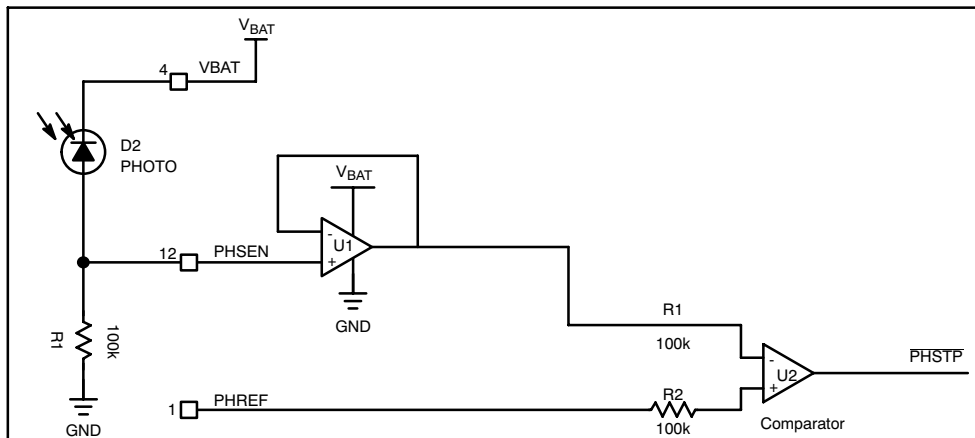 VBAT
4
VBAT
D2
PHOTO
VBAT
12
PHSEN
-
+
U1
GND
R1
100k
R1
100k
-
+
U2
PHSTP
R2
1
PHREF
100k
Comparator
GND